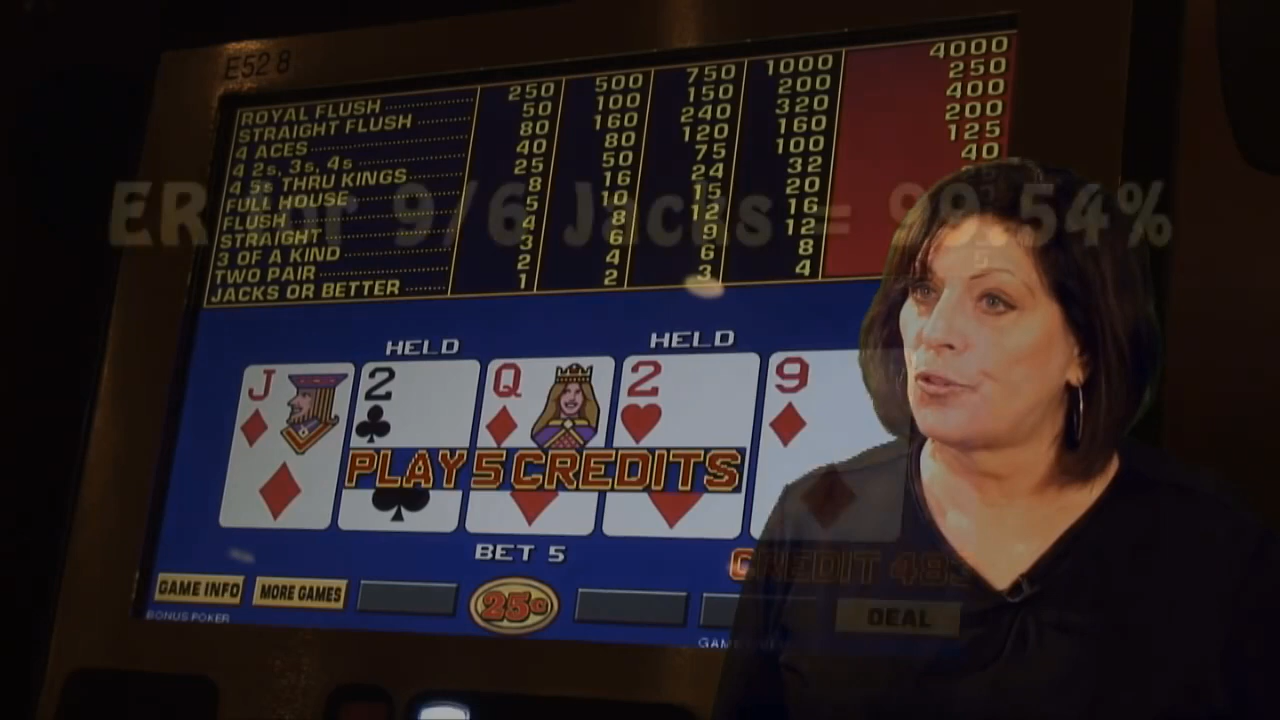 E52 8
ROYAL FLUSH 250 500 750 1000 4000
STRAIGHT FLUSH 50 100 150 200 250
4 ACES 80 160 240 320 400
4 2s, 3s, 4s 40 80 120 160 200
4 5s THRU KINGS 25 50 75 100 125
FULL HOUSE 8 16 24 32 40
FLUSH 5 10 15 20
STRAIGHT 4 8 12 16
3 OF A KIND 3 6 9 12
TWO PAIR 2 4 6 8
JACKS OR BETTER 1 2 3 4
ER for 9/6 Jacks = 99.54%
HELD HELD
J 2 Q 2 9
PLAY 5 CREDITS
BET 5
CREDIT
GAME INFO MORE GAMES 25¢ DEAL
BONUS POKER